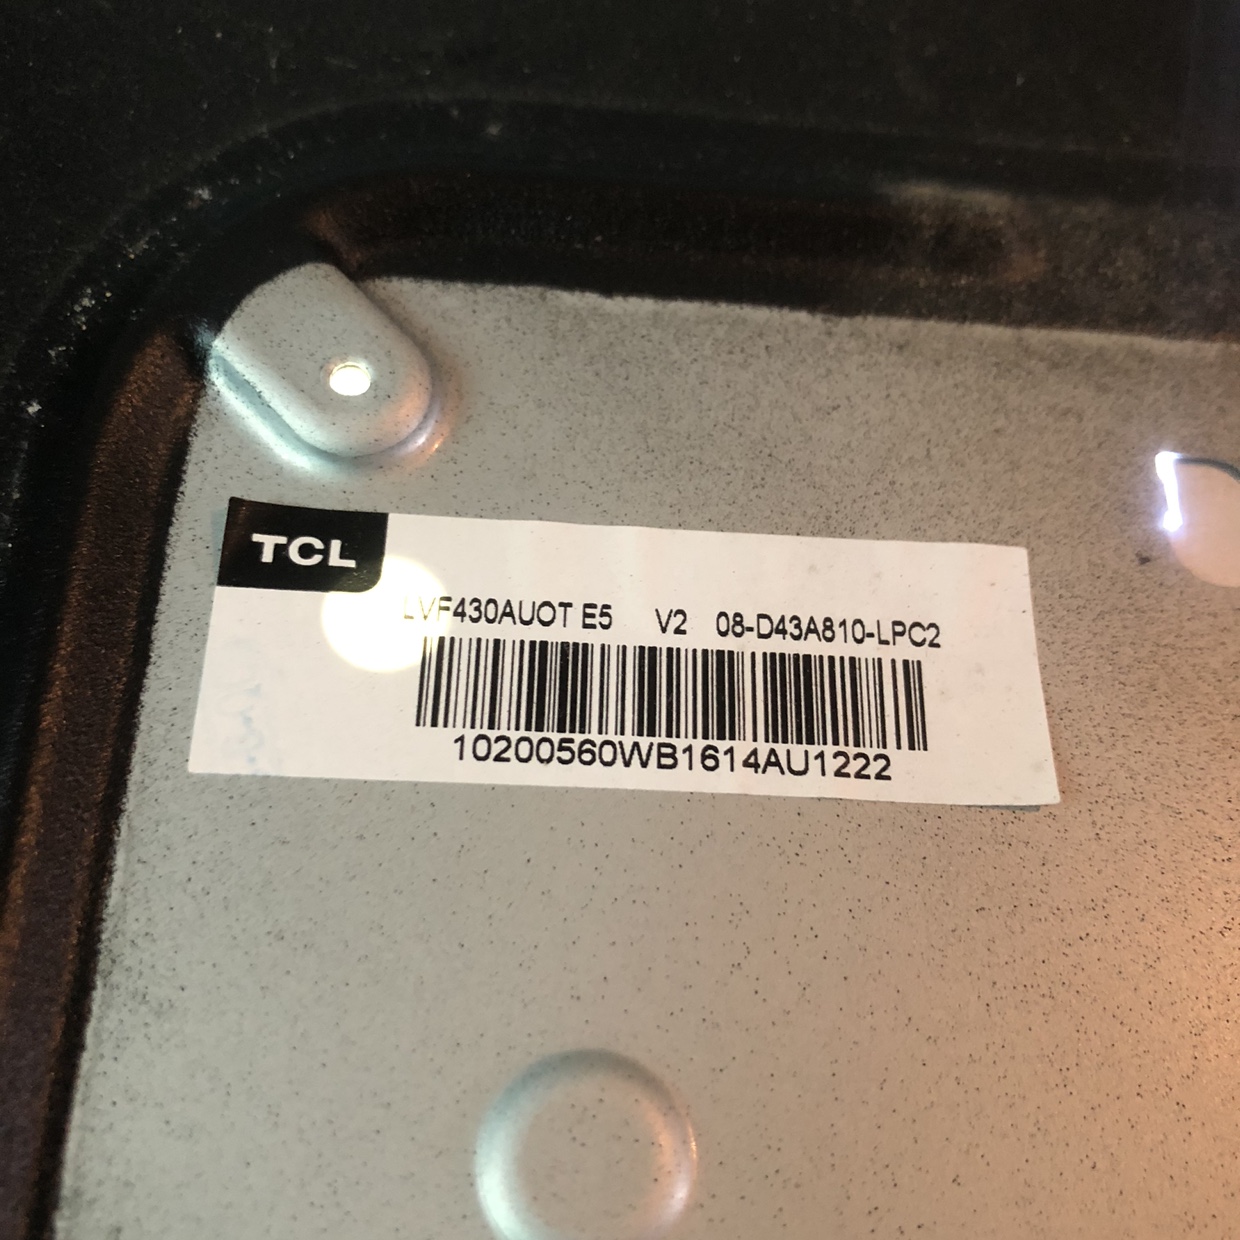 TCL
LVF430AUOT E5 V2 08-D43A810-LPC2
10200560WB1614AU1222